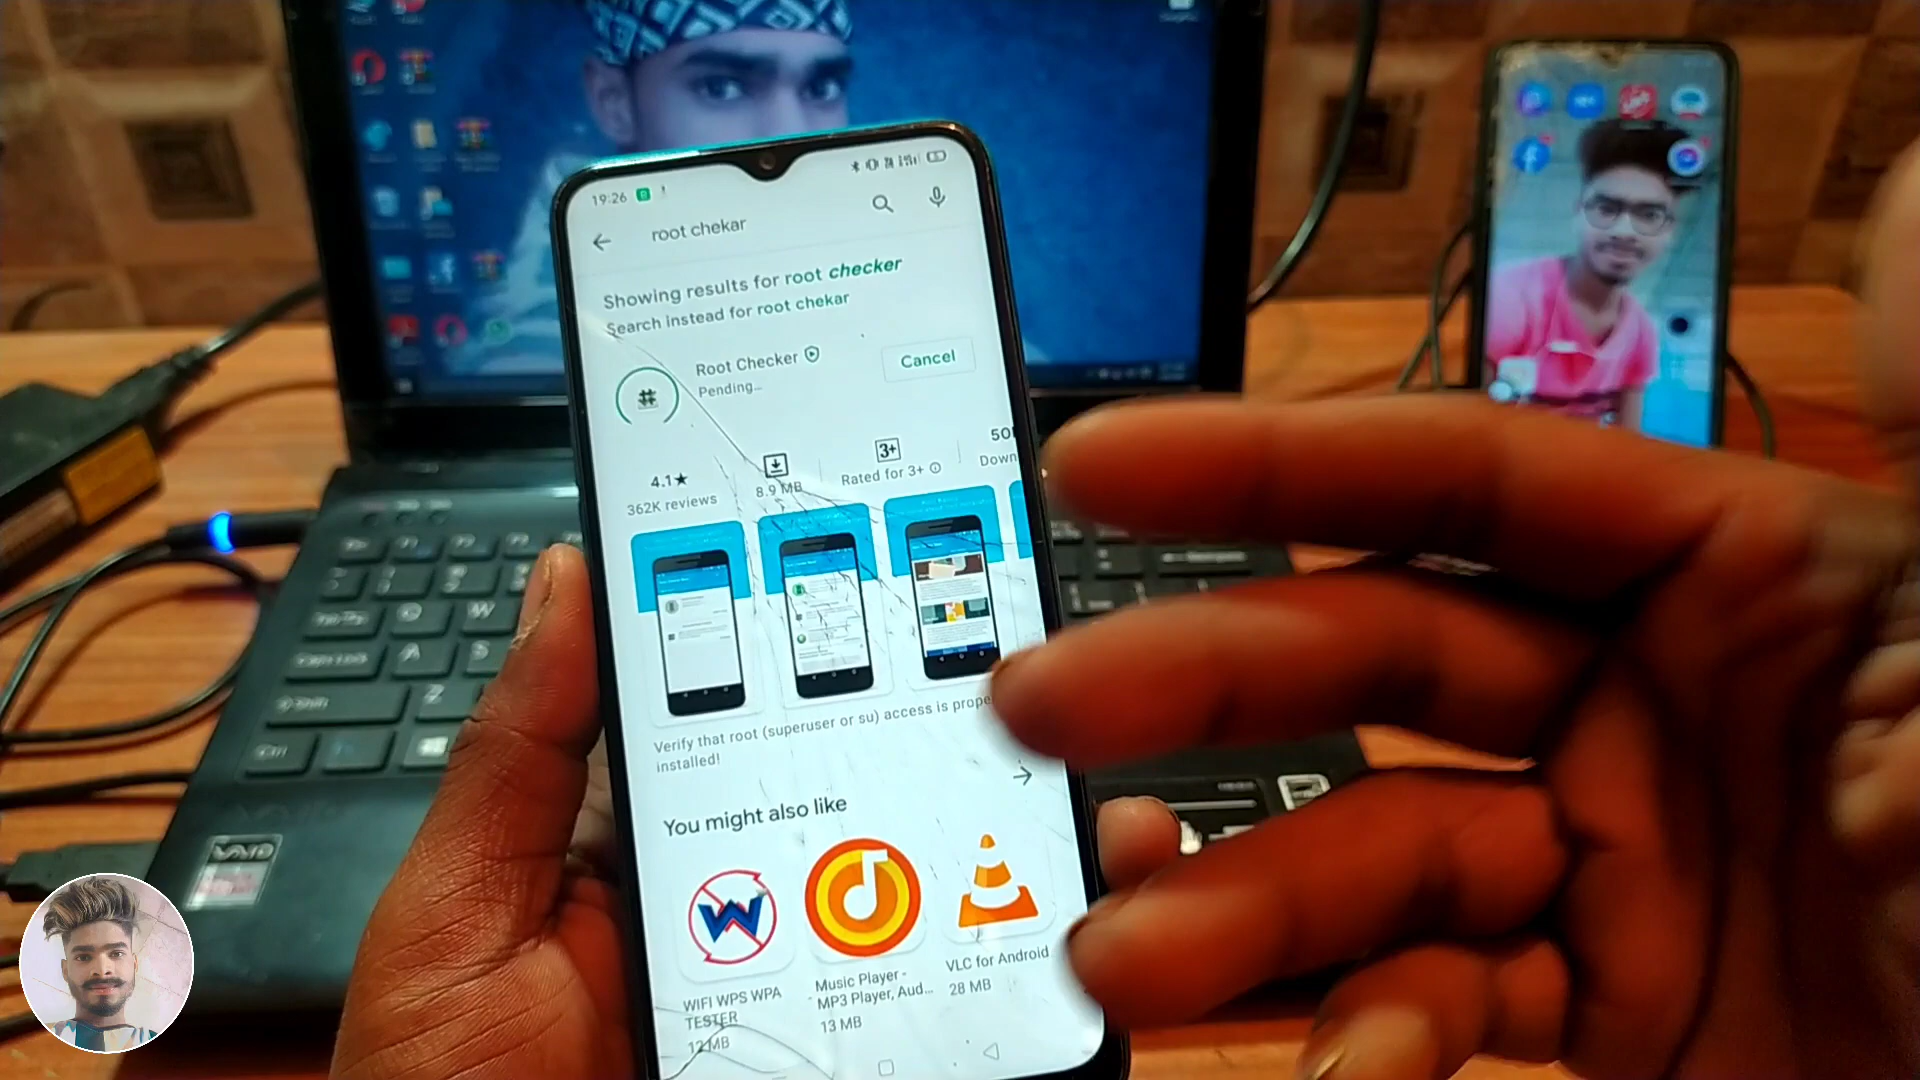 19:26
root chekar
Showing results for root checker
Search instead for root chekar
Root Checker
Pending...
Cancel
4.1★
362K reviews
8.9 MB
3+
Rated for 3+
Down
Verify that root (superuser or su) access is prope
installed!
You might also like
WIFI WPS WPA
TESTER
12 MB
Music Player -
MP3 Player, Aud...
13 MB
VLC for Android
28 MB
W
A
S
Z
VAIO